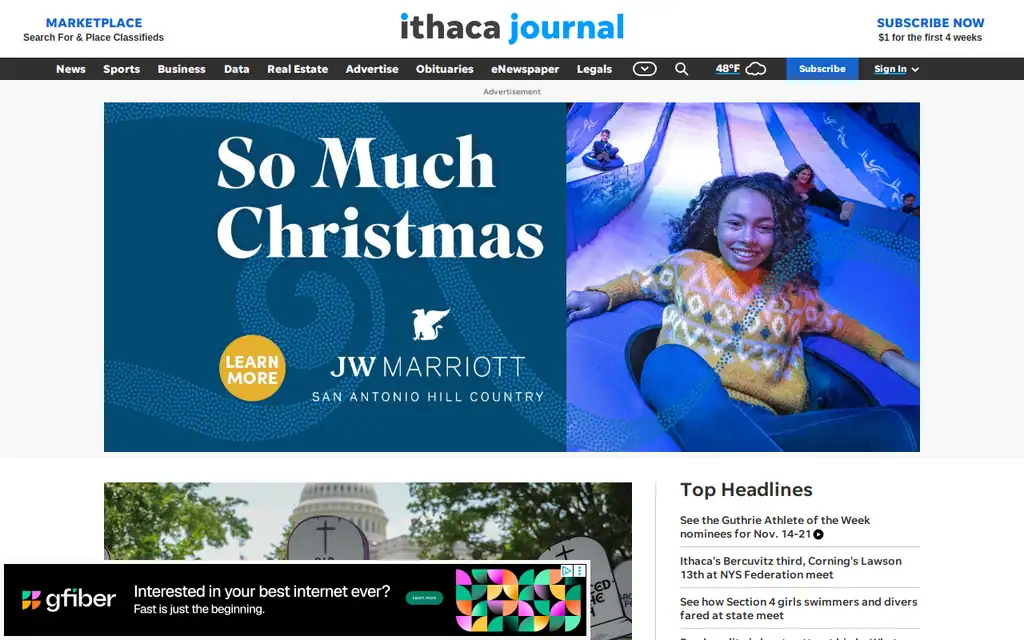 MARKETPLACE
Search For & Place Classifieds
ithaca journal
SUBSCRIBE NOW
$1 for the first 4 weeks
News Sports Business Data Real Estate Advertise Obituaries eNewspaper Legals 48°F Subscribe Sign In
Advertisement
So Much
Christmas
LEARN
MORE
JW MARRIOTT
SAN ANTONIO HILL COUNTRY
Top Headlines
See the Guthrie Athlete of the Week
nominees for Nov. 14-21
Ithaca's Bercuvitz third, Corning's Lawson
13th at NYS Federation meet
See how Section 4 girls swimmers and divers
fared at state meet
gfiber
Interested in your best internet ever?
Fast is just the beginning.
Learn more